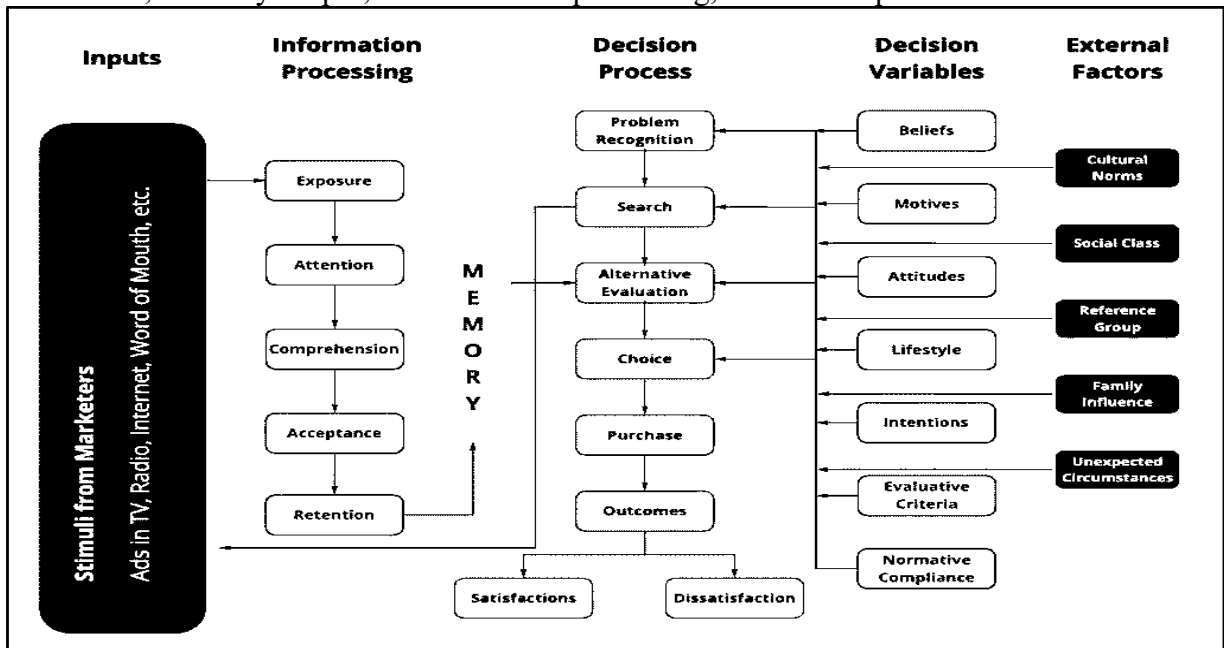 Inputs
Information
Processing
Decision
Process
Decision
Variables
External
Factors
Stimuli from Marketers
Ads in TV, Radio, Internet, Word of Mouth, etc.
Exposure
Attention
Comprehension
Acceptance
Retention
M
E
M
O
R
Y
Problem
Recognition
Search
Alternative
Evaluation
Choice
Purchase
Outcomes
Satisfactions
Dissatisfaction
Beliefs
Motives
Attitudes
Lifestyle
Intentions
Evaluative
Criteria
Normative
Compliance
Cultural
Norms
Social Class
Reference
Group
Family
Influence
Unexpected
Circumstances